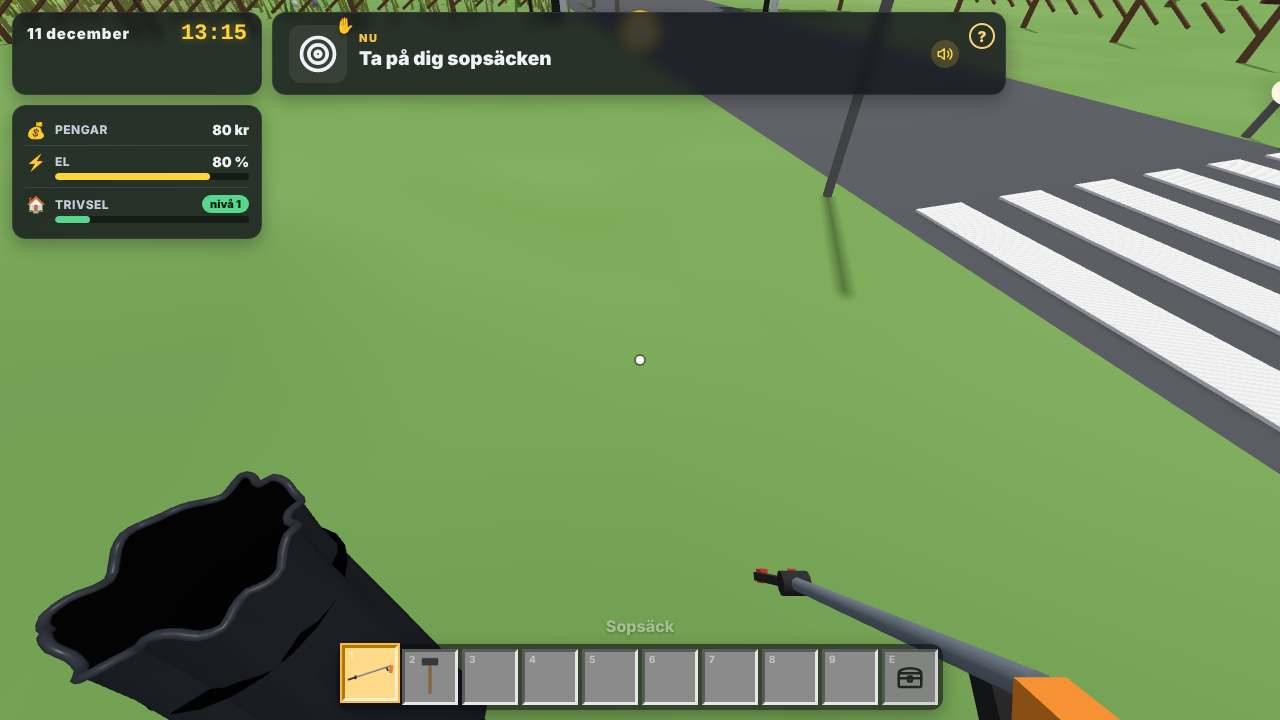 11 december 13:15
NU
Ta på dig sopsäcken
?
PENGAR 80 kr
EL 80 %
TRIVSEL nivå 1
Sopsäck
1 2 3 4 5 6 7 8 9 E